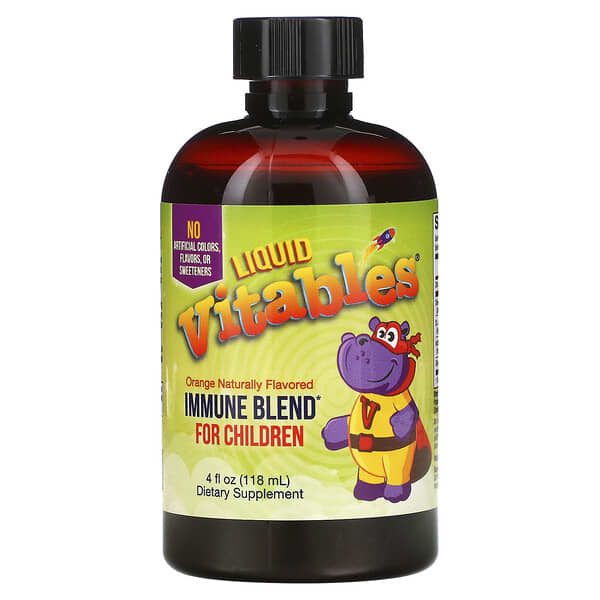 NO
ARTIFICIAL COLORS,
FLAVORS, OR
SWEETENERS
LIQUID
Vitables®
Orange Naturally Flavored
IMMUNE BLEND*
FOR CHILDREN
V
4 fl oz (118 mL)
Dietary Supplement